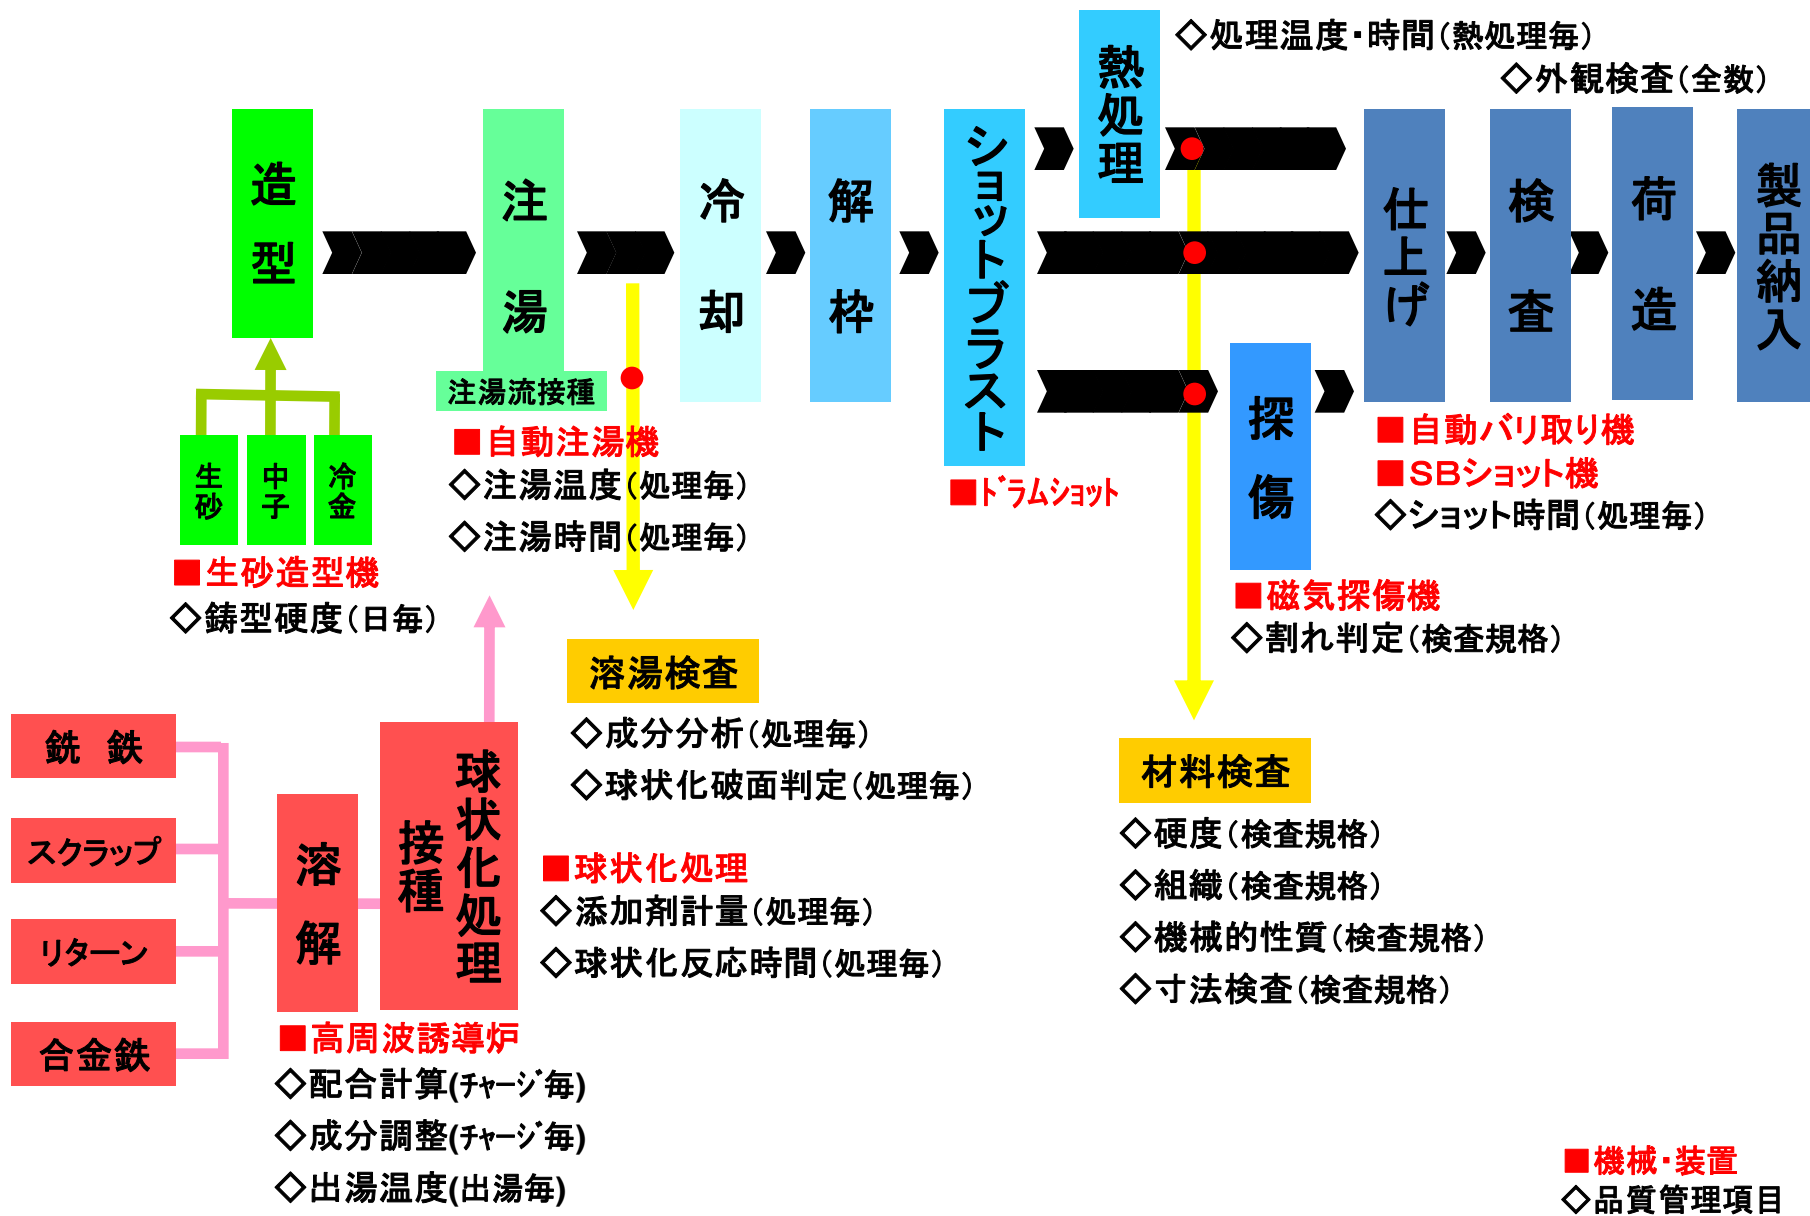 熱処理
◇処理温度・時間(熱処理毎)
◇外観検査(全数)
造型
注湯
冷却
解枠
ショットブラスト
仕上げ
検査
荷造
製品納入
注湯流接種
■自動注湯機
◇注湯温度(処理毎)
◇注湯時間(処理毎)
生砂
中子
冷金
■生砂造型機
◇鋳型硬度(日毎)
■ﾄﾞﾗﾑｼｮｯﾄ
探傷
■自動バリ取り機
■SBショット機
◇ショット時間(処理毎)
■磁気探傷機
◇割れ判定(検査規格)
溶湯検査
◇成分分析(処理毎)
◇球状化破面判定(処理毎)
銑　鉄
スクラップ
リターン
合金鉄
溶解
球状化処理
接種
■球状化処理
◇添加剤計量(処理毎)
◇球状化反応時間(処理毎)
材料検査
◇硬度(検査規格)
◇組織(検査規格)
◇機械的性質(検査規格)
◇寸法検査(検査規格)
■高周波誘導炉
◇配合計算(ﾁｬｰｼﾞ毎)
◇成分調整(ﾁｬｰｼﾞ毎)
◇出湯温度(出湯毎)
■機械・装置
◇品質管理項目